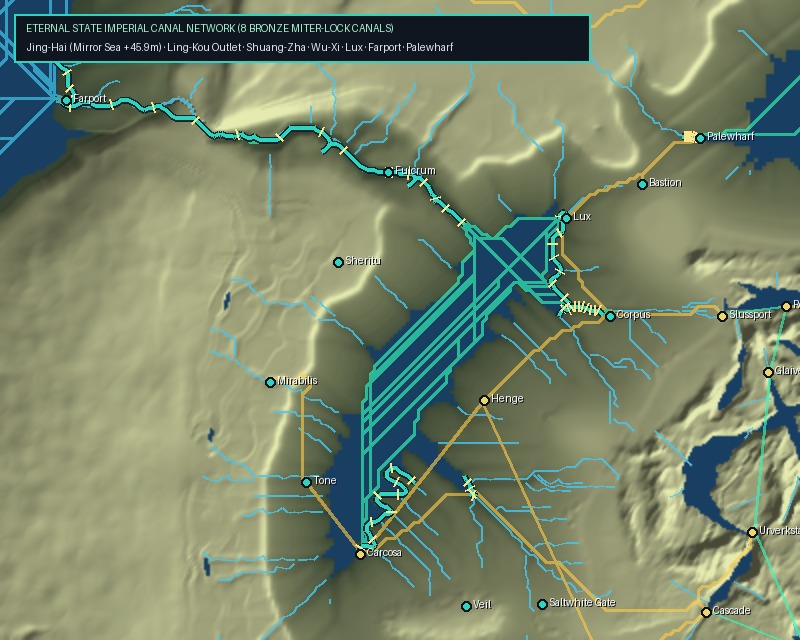 ETERNAL STATE IMPERIAL CANAL NETWORK (8 BRONZE MITER-LOCK CANALS)
Jing-Hai (Mirror Sea +45.9m) · Ling-Kou Outlet · Shuang-Zha · Wu-Xi · Lux · Farport · Palewharf
Farport
Palewharf
Fulcrum
Bastion
Lux
Sheritu
Corpus
Slussport
Glaiv
Mirabilis
Henge
Tone
Urverksta
Carcosa
Veil
Saltwhite Gate
Cascade